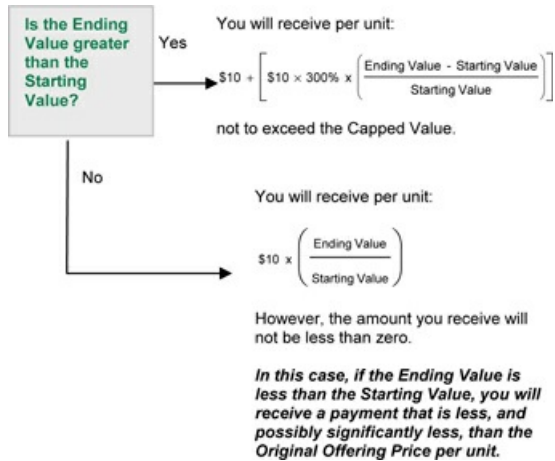 Is the Ending
Value greater
than the
Starting
Value?
Yes
You will receive per unit:
$10 + [ $10 × 300% x ( Ending Value - Starting Value
Starting Value ) ]
not to exceed the Capped Value.
No
You will receive per unit:
$10 x ( Ending Value
Starting Value )
However, the amount you receive will
not be less than zero.
In this case, if the Ending Value is
less than the Starting Value, you will
receive a payment that is less, and
possibly significantly less, than the
Original Offering Price per unit.